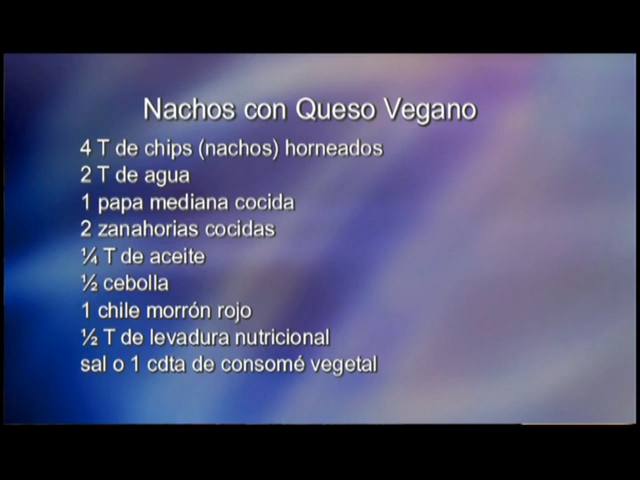 Nachos con Queso Vegano
4 T de chips (nachos) horneados
2 T de agua
1 papa mediana cocida
2 zanahorias cocidas
¼ T de aceite
½ cebolla
1 chile morrón rojo
½ T de levadura nutricional
sal o 1 cdta de consomé vegetal